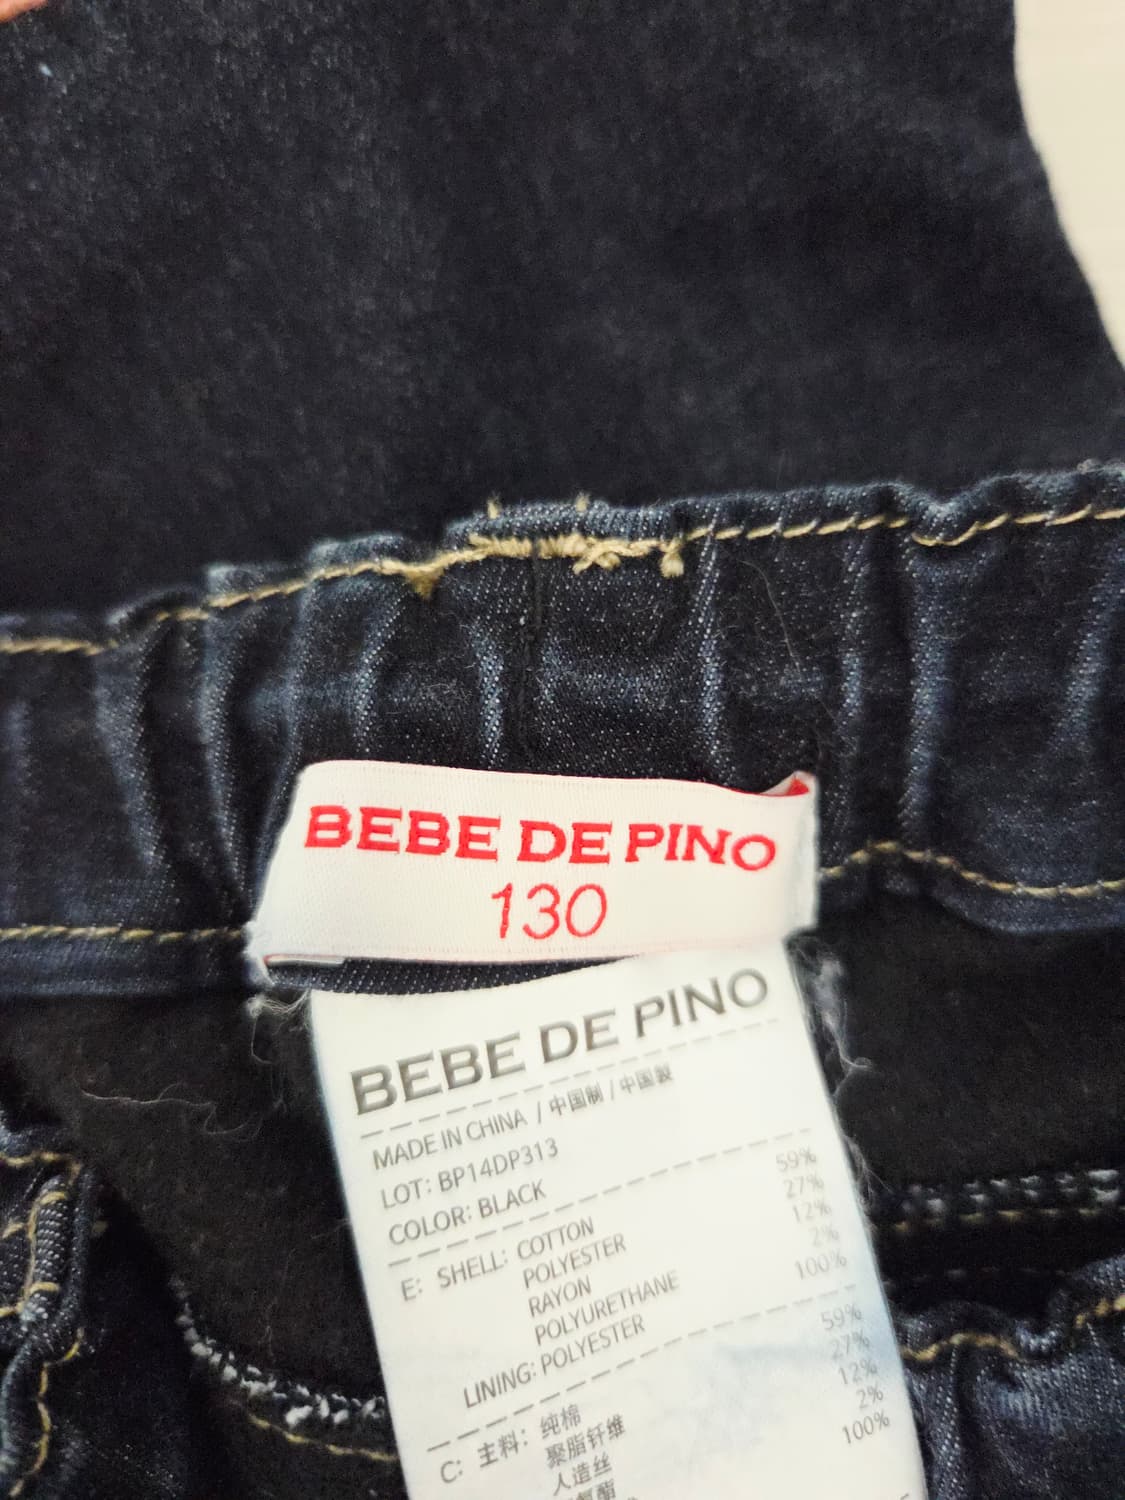 BEBE DE PINO
130
BEBE DE PINO
MADE IN CHINA / 中国制 / 中国製
LOT: BP14DP313
COLOR: BLACK
E: SHELL: COTTON 59%
POLYESTER 27%
RAYON 12%
POLYURETHANE 2%
LINING: POLYESTER 100%
C: 主料: 纯棉 59%
聚脂纤维 27%
人造丝 12%
氨酯 2%
100%